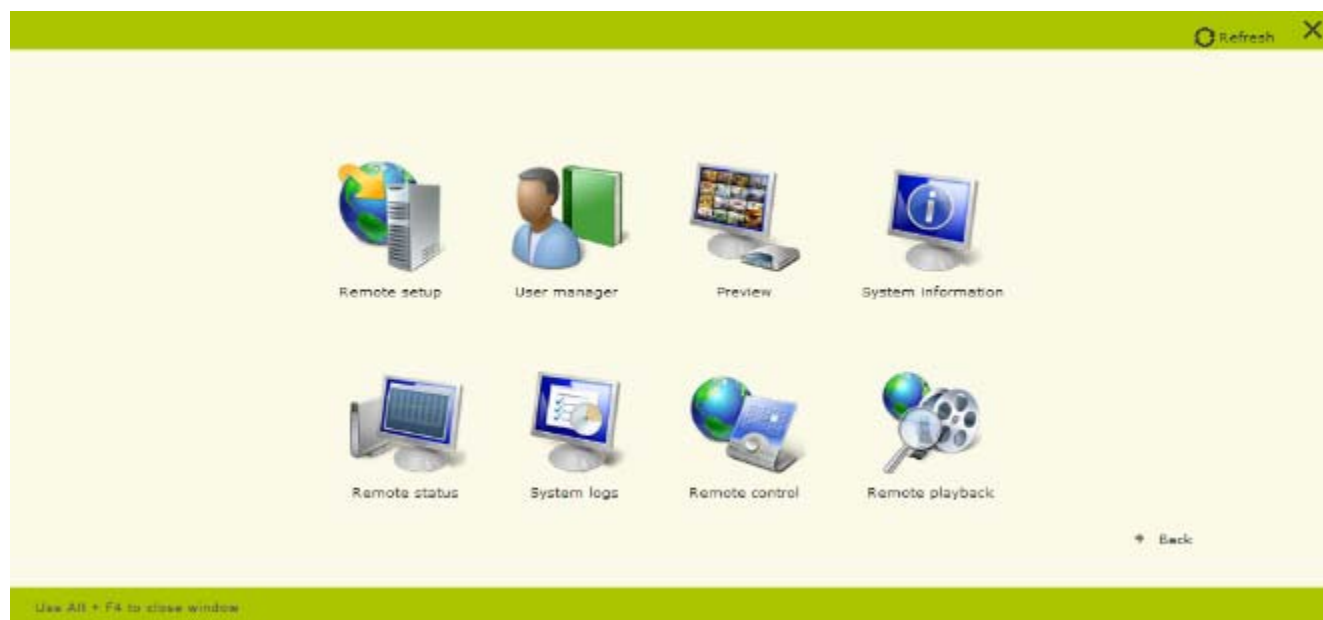 Refresh
Remote setup
User manager
Preview
System Information
Remote status
System logs
Remote control
Remote playback
Back
Use Alt + F4 to close window